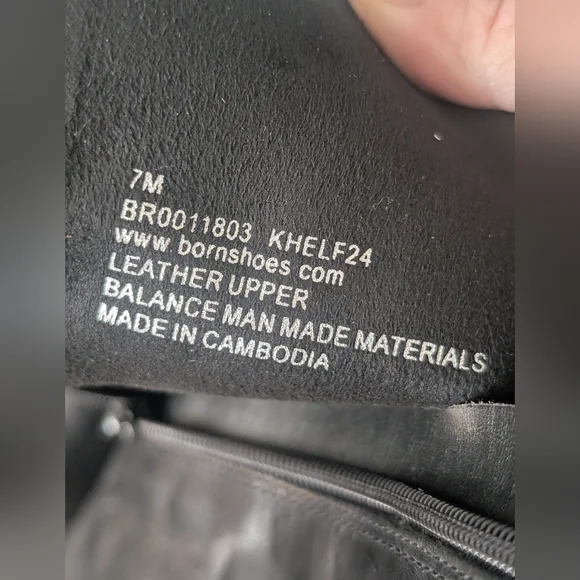 7M
BR0011803 KHELF24
www.bornshoes.com
LEATHER UPPER
BALANCE MAN MADE MATERIALS
MADE IN CAMBODIA